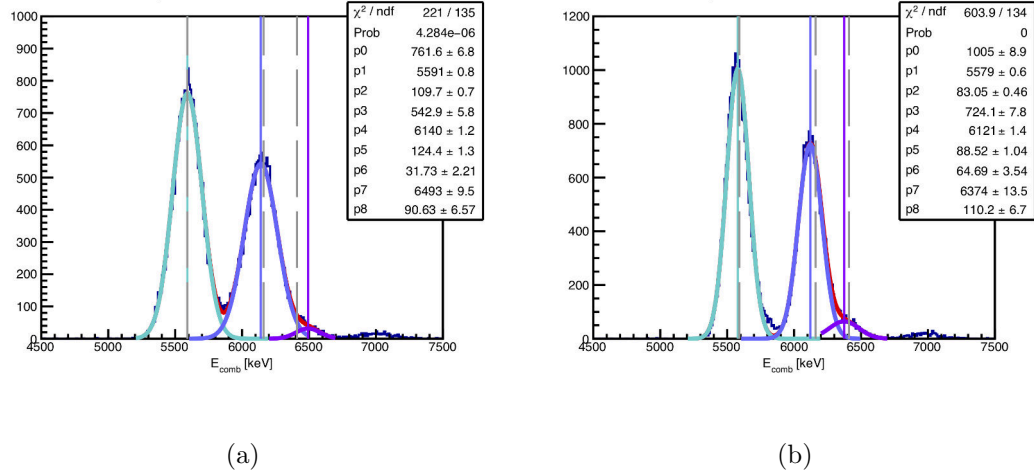 χ² / ndf 221 / 135
Prob 4.284e−06
p0 761.6 ± 6.8
p1 5591 ± 0.8
p2 109.7 ± 0.7
p3 542.9 ± 5.8
p4 6140 ± 1.2
p5 124.4 ± 1.3
p6 31.73 ± 2.21
p7 6493 ± 9.5
p8 90.63 ± 6.57
1000
900
800
700
600
500
400
300
200
100
0
4500 5000 5500 6000 6500 7000 7500
E_comb [keV]
(a)
χ² / ndf 603.9 / 134
Prob 0
p0 1005 ± 8.9
p1 5579 ± 0.6
p2 83.05 ± 0.46
p3 724.1 ± 7.8
p4 6121 ± 1.4
p5 88.52 ± 1.04
p6 64.69 ± 3.54
p7 6374 ± 13.5
p8 110.2 ± 6.7
1200
1000
800
600
400
200
0
4500 5000 5500 6000 6500 7000 7500
E_comb [keV]
(b)